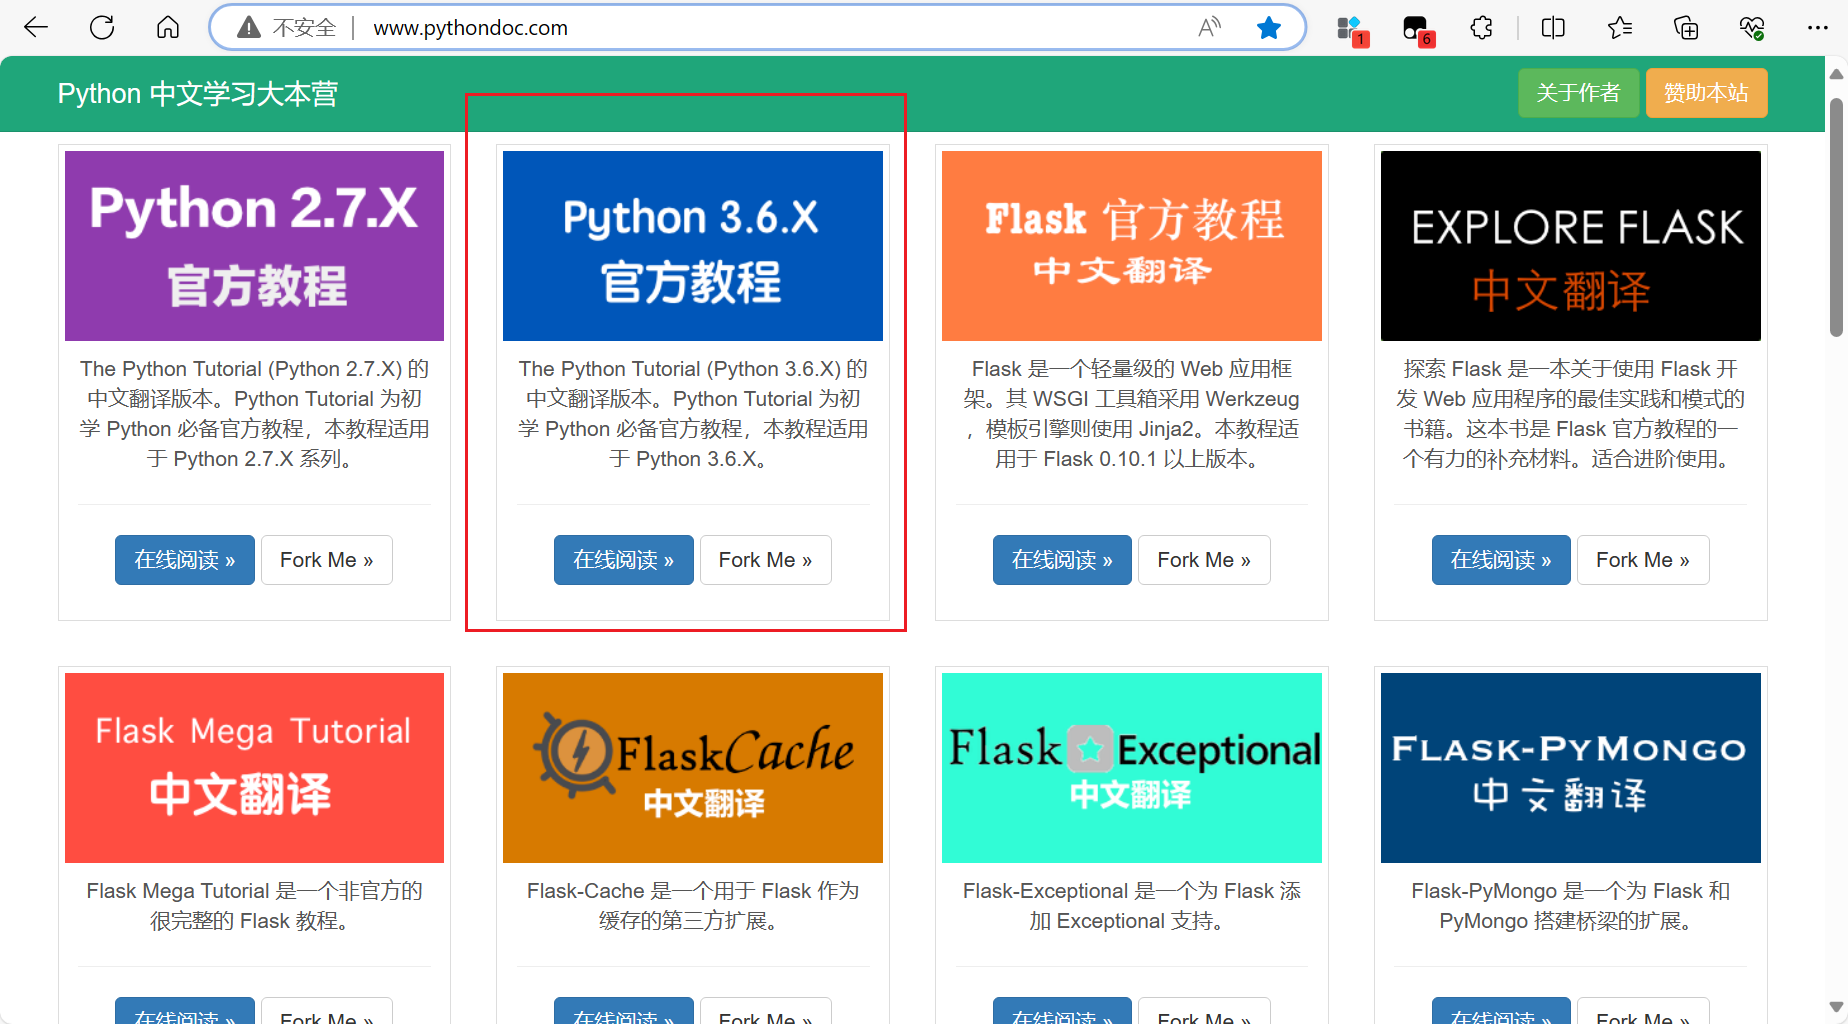 不安全 www.pythondoc.com
1
6
Python 中文学习大本营
关于作者
赞助本站
Python 2.7.X
官方教程
The Python Tutorial (Python 2.7.X) 的
中文翻译版本。Python Tutorial 为初
学 Python 必备官方教程，本教程适用
于 Python 2.7.X 系列。
在线阅读 »
Fork Me »
Python 3.6.X
官方教程
The Python Tutorial (Python 3.6.X) 的
中文翻译版本。Python Tutorial 为初
学 Python 必备官方教程，本教程适用
于 Python 3.6.X。
在线阅读 »
Fork Me »
Flask 官方教程
中文翻译
Flask 是一个轻量级的 Web 应用框
架。其 WSGI 工具箱采用 Werkzeug
，模板引擎则使用 Jinja2。本教程适
用于 Flask 0.10.1 以上版本。
在线阅读 »
Fork Me »
EXPLORE FLASK
中文翻译
探索 Flask 是一本关于使用 Flask 开
发 Web 应用程序的最佳实践和模式的
书籍。这本书是 Flask 官方教程的一
个有力的补充材料。适合进阶使用。
在线阅读 »
Fork Me »
Flask Mega Tutorial
中文翻译
Flask Mega Tutorial 是一个非官方的
很完整的 Flask 教程。
在线阅读 »
Fork Me »
FlaskCache
中文翻译
Flask-Cache 是一个用于 Flask 作为
缓存的第三方扩展。
在线阅读 »
Fork Me »
Flask Exceptional
中文翻译
Flask-Exceptional 是一个为 Flask 添
加 Exceptional 支持。
在线阅读 »
Fork Me »
FLASK-PYMONGO
中文翻译
Flask-PyMongo 是一个为 Flask 和
PyMongo 搭建桥梁的扩展。
在线阅读 »
Fork Me »